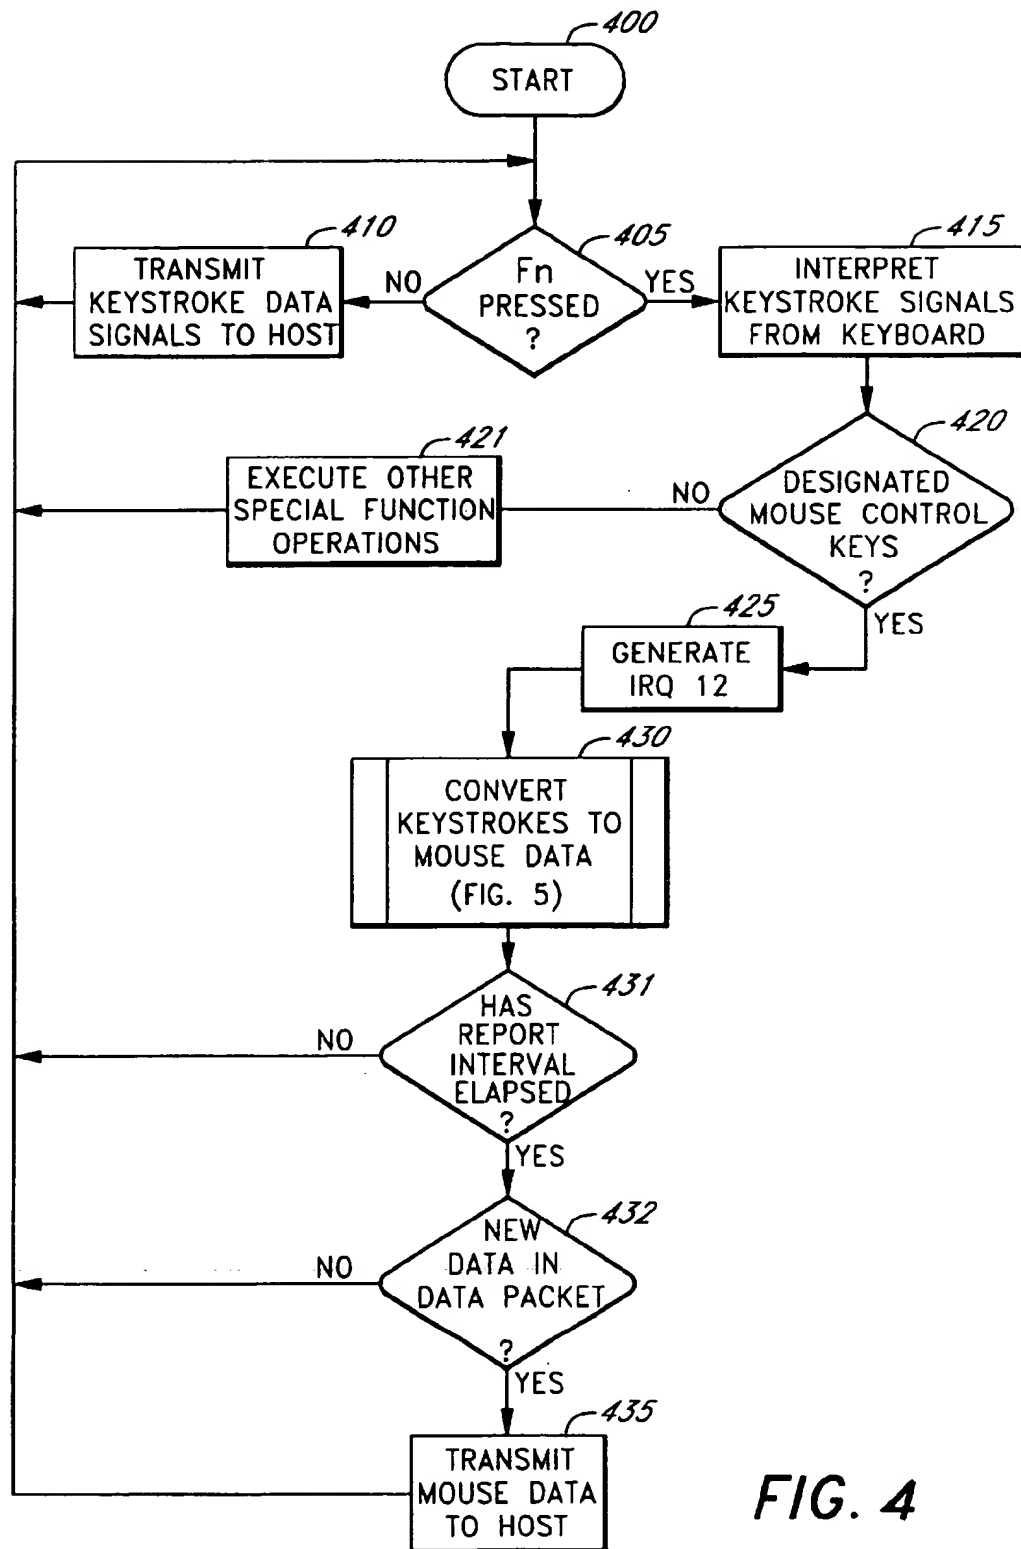 400
START
410
TRANSMIT
KEYSTROKE DATA
SIGNALS TO HOST
NO
405
Fn
PRESSED
?
YES
415
INTERPRET
KEYSTROKE SIGNALS
FROM KEYBOARD
421
EXECUTE OTHER
SPECIAL FUNCTION
OPERATIONS
NO
420
DESIGNATED
MOUSE CONTROL
KEYS
?
YES
425
GENERATE
IRQ 12
430
CONVERT
KEYSTROKES TO
MOUSE DATA
(FIG. 5)
431
HAS
REPORT
INTERVAL
ELAPSED
?
NO
YES
432
NEW
DATA IN
DATA PACKET
?
NO
YES
435
TRANSMIT
MOUSE DATA
TO HOST
FIG. 4